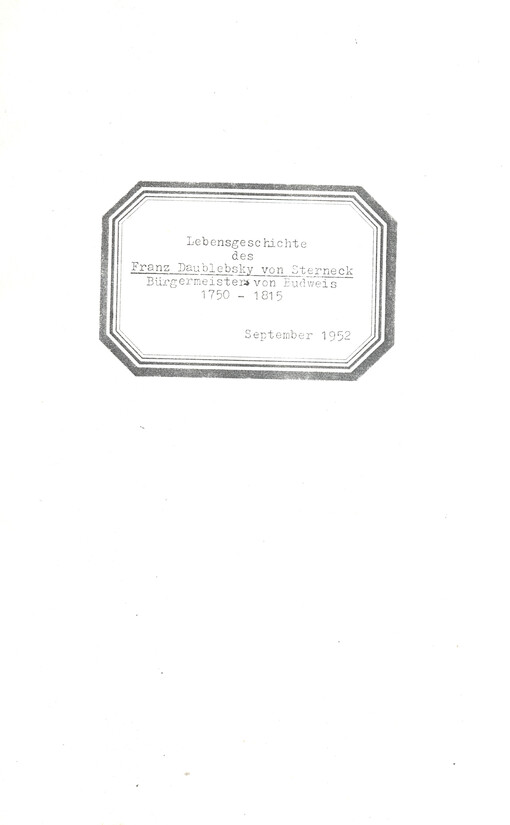 Lebensgeschichte
des
Franz Daublebsky von Sterneck
Bürgermeisters von Budweis
1750 - 1815
September 1952